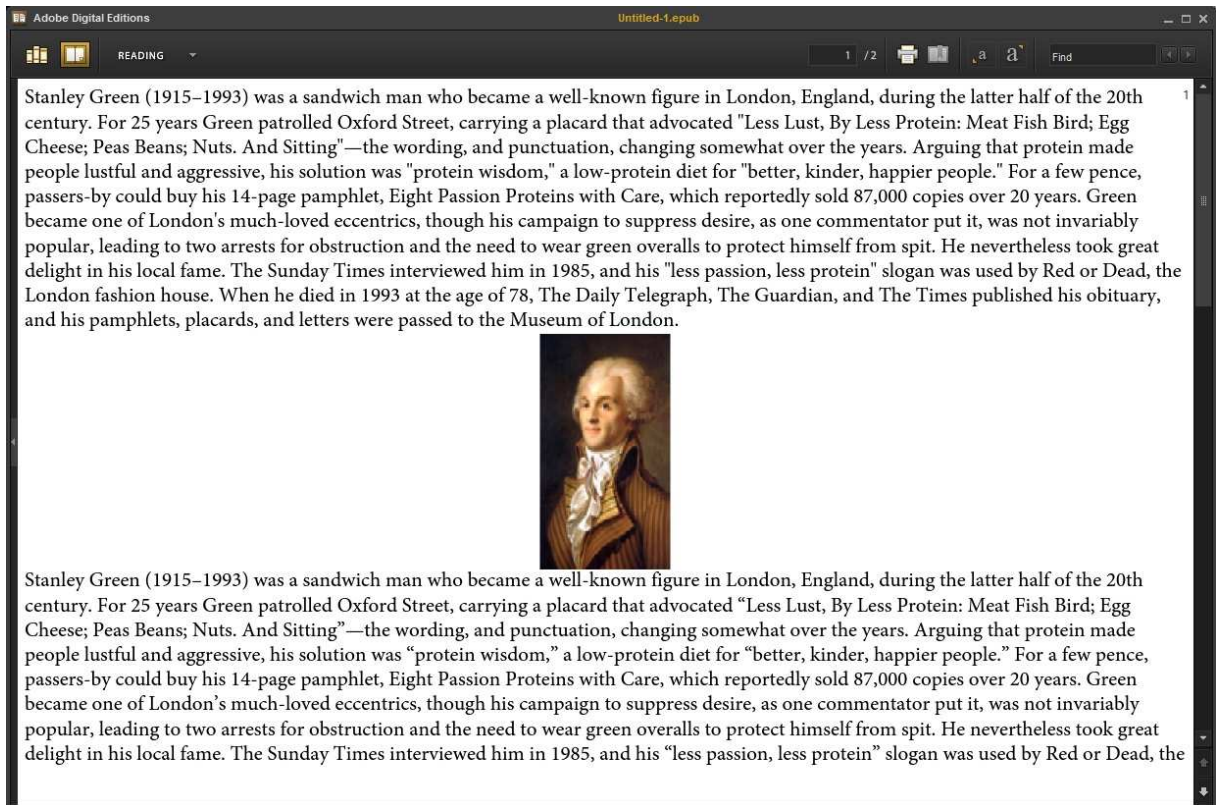 Adobe Digital Editions
Untitled-1.epub
READING
1 /2
a
a
Find
1
Stanley Green (1915–1993) was a sandwich man who became a well-known figure in London, England, during the latter half of the 20th
century. For 25 years Green patrolled Oxford Street, carrying a placard that advocated "Less Lust, By Less Protein: Meat Fish Bird; Egg
Cheese; Peas Beans; Nuts. And Sitting"—the wording, and punctuation, changing somewhat over the years. Arguing that protein made
people lustful and aggressive, his solution was "protein wisdom," a low-protein diet for "better, kinder, happier people." For a few pence,
passers-by could buy his 14-page pamphlet, Eight Passion Proteins with Care, which reportedly sold 87,000 copies over 20 years. Green
became one of London's much-loved eccentrics, though his campaign to suppress desire, as one commentator put it, was not invariably
popular, leading to two arrests for obstruction and the need to wear green overalls to protect himself from spit. He nevertheless took great
delight in his local fame. The Sunday Times interviewed him in 1985, and his "less passion, less protein" slogan was used by Red or Dead, the
London fashion house. When he died in 1993 at the age of 78, The Daily Telegraph, The Guardian, and The Times published his obituary,
and his pamphlets, placards, and letters were passed to the Museum of London.
Stanley Green (1915–1993) was a sandwich man who became a well-known figure in London, England, during the latter half of the 20th
century. For 25 years Green patrolled Oxford Street, carrying a placard that advocated “Less Lust, By Less Protein: Meat Fish Bird; Egg
Cheese; Peas Beans; Nuts. And Sitting”—the wording, and punctuation, changing somewhat over the years. Arguing that protein made
people lustful and aggressive, his solution was “protein wisdom,” a low-protein diet for “better, kinder, happier people.” For a few pence,
passers-by could buy his 14-page pamphlet, Eight Passion Proteins with Care, which reportedly sold 87,000 copies over 20 years. Green
became one of London’s much-loved eccentrics, though his campaign to suppress desire, as one commentator put it, was not invariably
popular, leading to two arrests for obstruction and the need to wear green overalls to protect himself from spit. He nevertheless took great
delight in his local fame. The Sunday Times interviewed him in 1985, and his “less passion, less protein” slogan was used by Red or Dead, the